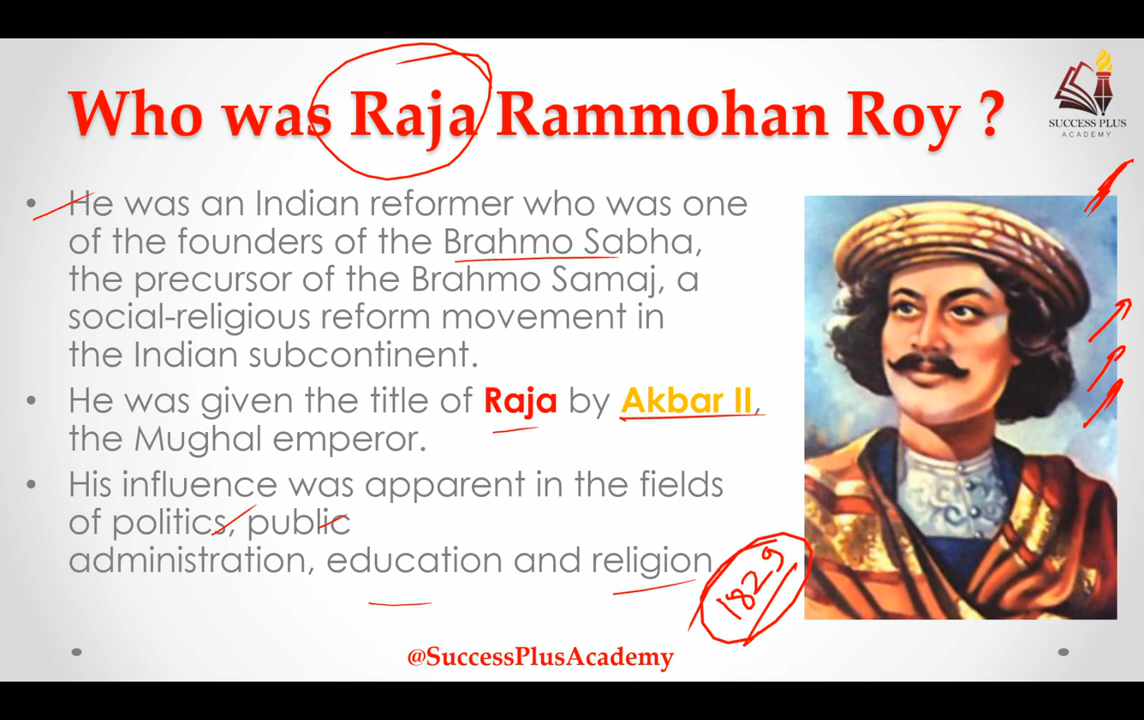 Who was Raja Rammohan Roy ?
SUCCESS PLUS
ACADEMY
• He was an Indian reformer who was one
of the founders of the Brahmo Sabha,
the precursor of the Brahmo Samaj, a
social-religious reform movement in
the Indian subcontinent.
• He was given the title of Raja by Akbar II,
the Mughal emperor.
• His influence was apparent in the fields
of politics, public
administration, education and religion
1829
@SuccessPlusAcademy